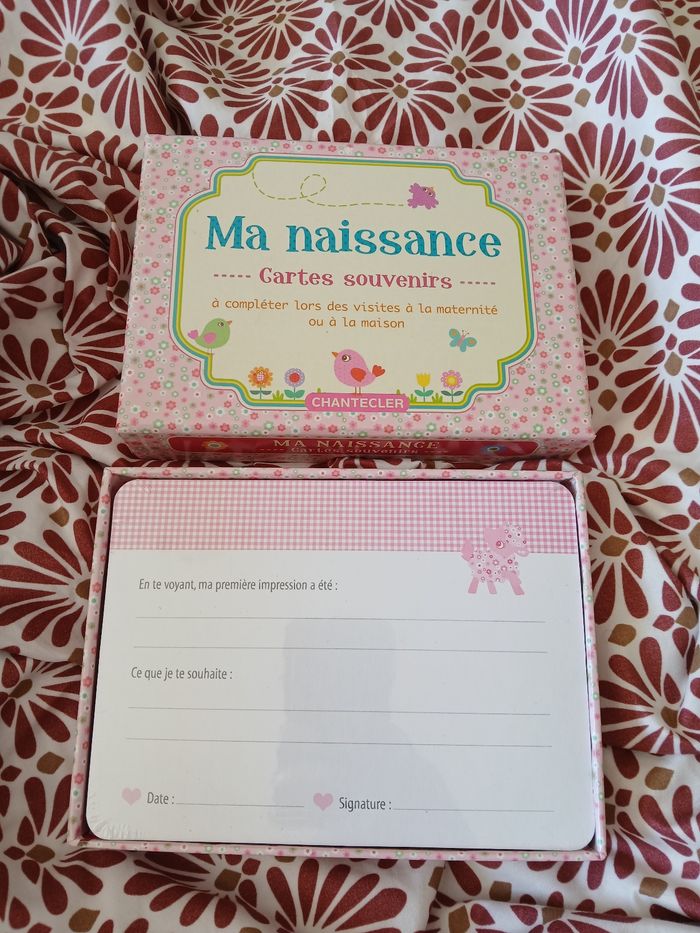 Ma naissance
----- Cartes souvenirs -----
à compléter lors des visites à la maternité
ou à la maison
CHANTECLER
MA NAISSANCE
---- Cartes souvenirs ----
En te voyant, ma première impression a été :
Ce que je te souhaite :
Date : Signature :